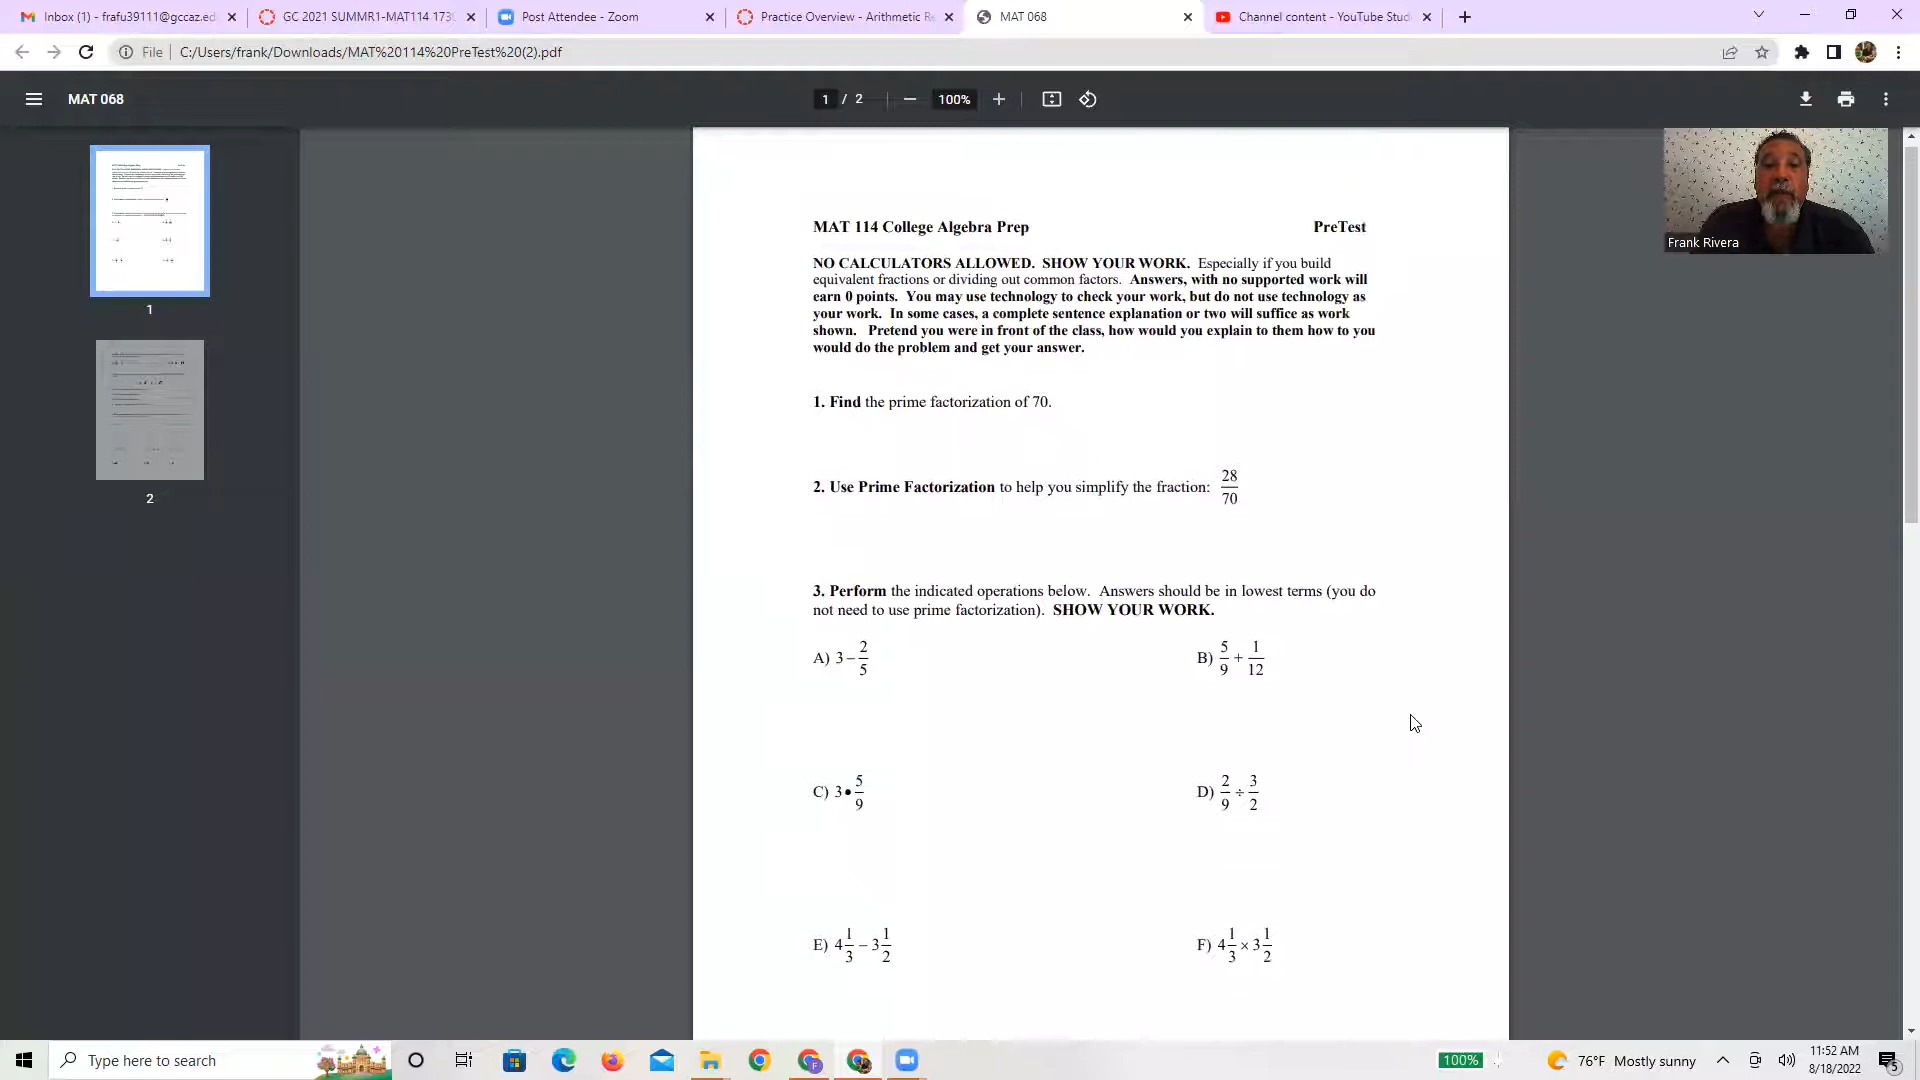 Inbox (1) - frafu39111@gccaz.ed
GC 2021 SUMMR1-MAT114 173
Post Attendee - Zoom
Practice Overview - Arithmetic Re
MAT 068
Channel content - YouTube Stud
File
C:/Users/frank/Downloads/MAT%20114%20PreTest%20(2).pdf
MAT 068
1 / 2
100%
1
2
Frank Rivera
MAT 114 College Algebra Prep PreTest
NO CALCULATORS ALLOWED. SHOW YOUR WORK. Especially if you build
equivalent fractions or dividing out common factors. Answers, with no supported work will
earn 0 points. You may use technology to check your work, but do not use technology as
your work. In some cases, a complete sentence explanation or two will suffice as work
shown. Pretend you were in front of the class, how would you explain to them how to you
would do the problem and get your answer.
1. Find the prime factorization of 70.
2. Use Prime Factorization to help you simplify the fraction: 28/70
3. Perform the indicated operations below. Answers should be in lowest terms (you do
not need to use prime factorization). SHOW YOUR WORK.
A) 3 – 2/5
B) 5/9 + 1/12
C) 3 • 5/9
D) 2/9 ÷ 3/2
E) 4 1/3 – 3 1/2
F) 4 1/3 × 3 1/2
Type here to search
100%
76°F Mostly sunny
11:52 AM
8/18/2022
5